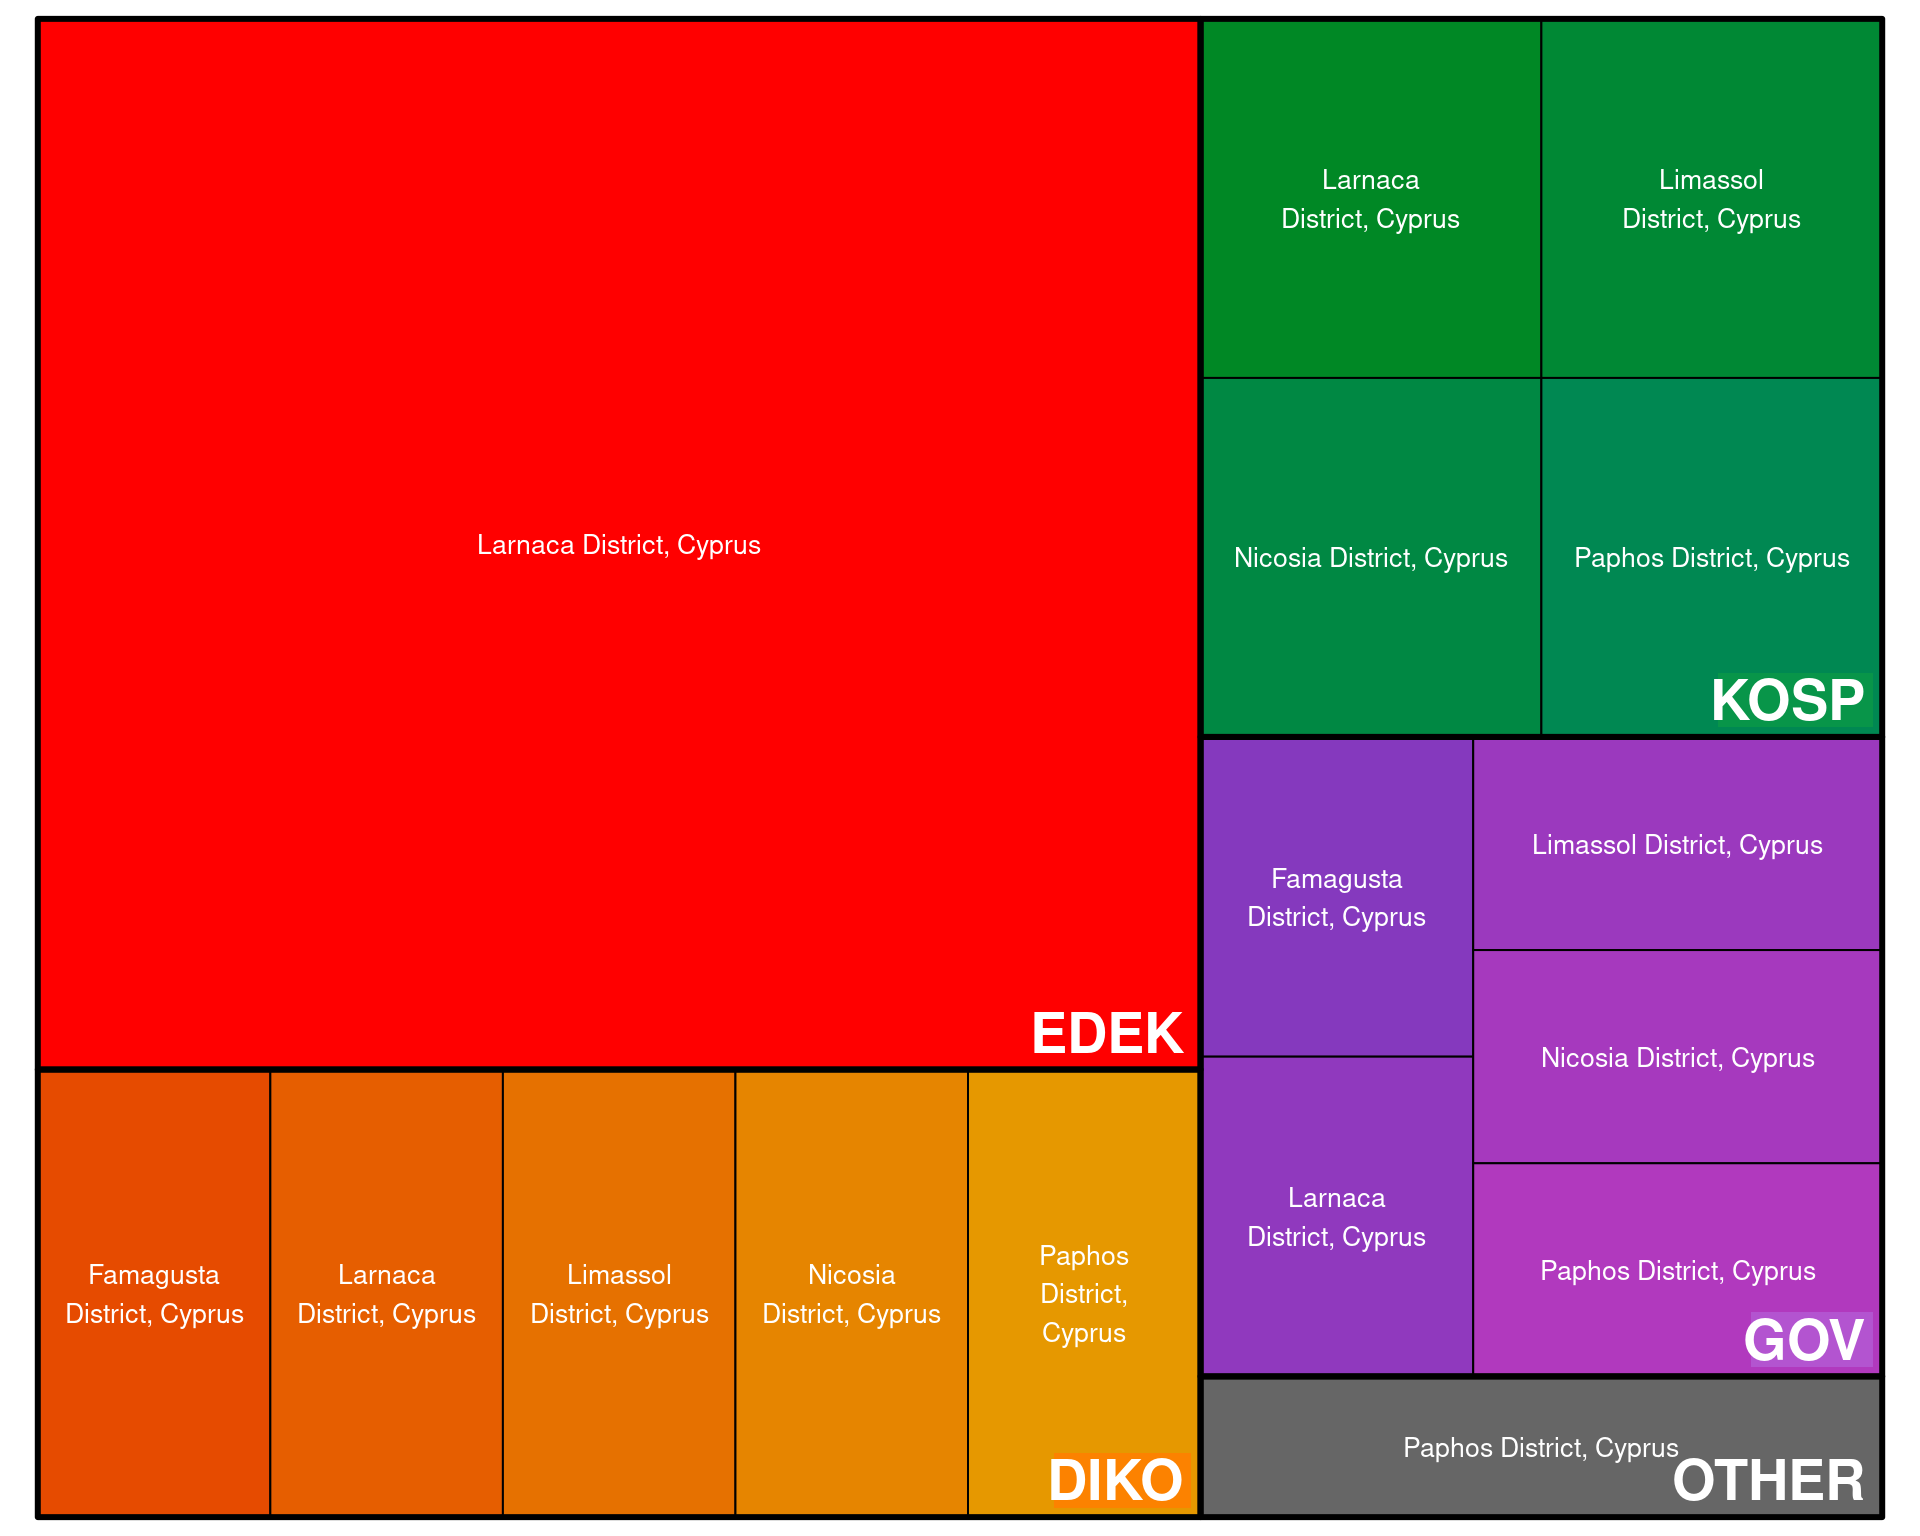 Larnaca District, Cyprus
EDEK
Famagusta
District, Cyprus
Larnaca
District, Cyprus
Limassol
District, Cyprus
Nicosia
District, Cyprus
Paphos
District,
Cyprus
DIKO
Larnaca
District, Cyprus
Limassol
District, Cyprus
Nicosia District, Cyprus
Paphos District, Cyprus
KOSP
Famagusta
District, Cyprus
Larnaca
District, Cyprus
Limassol District, Cyprus
Nicosia District, Cyprus
Paphos District, Cyprus
GOV
Paphos District, Cyprus
OTHER